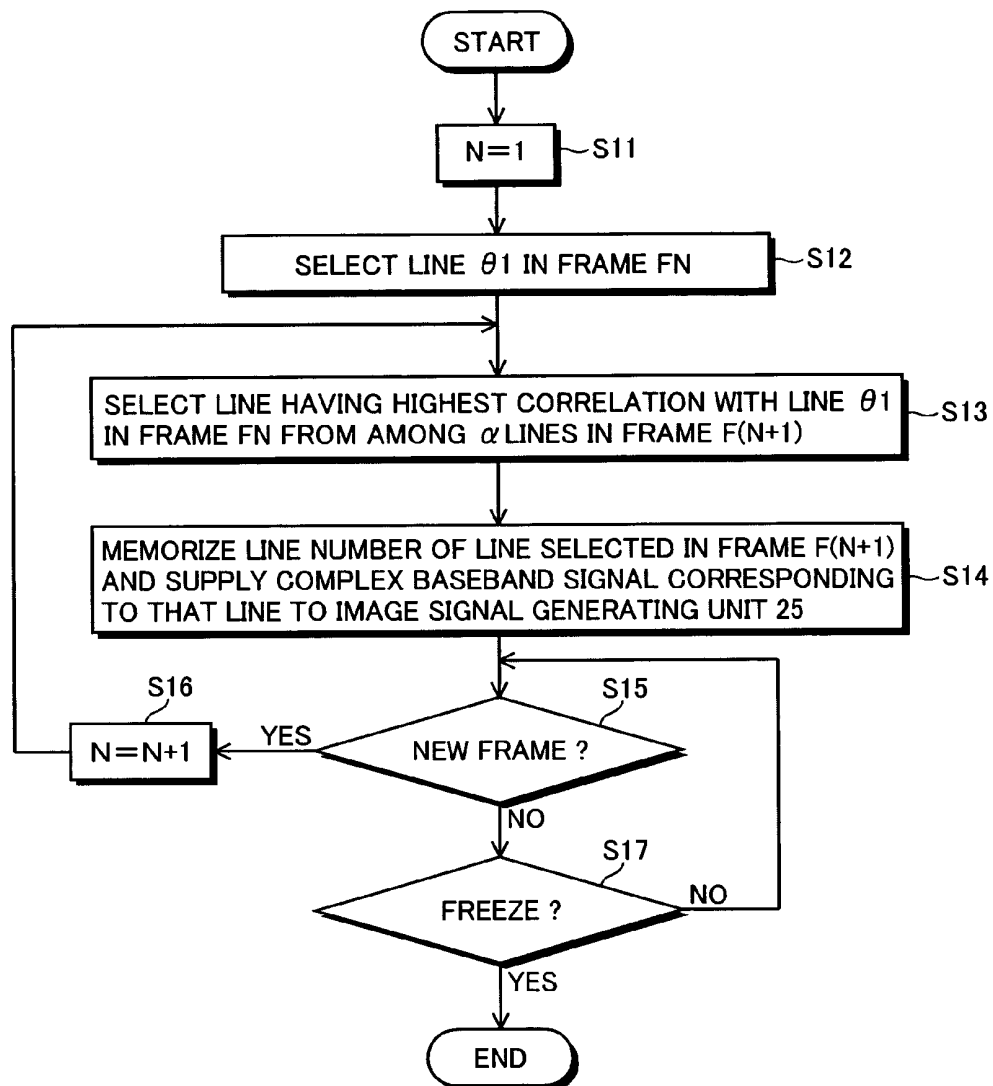 START
N=1
S11
SELECT LINE θ1 IN FRAME FN
S12
SELECT LINE HAVING HIGHEST CORRELATION WITH LINE θ1
IN FRAME FN FROM AMONG α LINES IN FRAME F(N+1)
S13
MEMORIZE LINE NUMBER OF LINE SELECTED IN FRAME F(N+1)
AND SUPPLY COMPLEX BASEBAND SIGNAL CORRESPONDING
TO THAT LINE TO IMAGE SIGNAL GENERATING UNIT 25
S14
S16
N=N+1
YES
S15
NEW FRAME ?
NO
S17
FREEZE ?
NO
YES
END